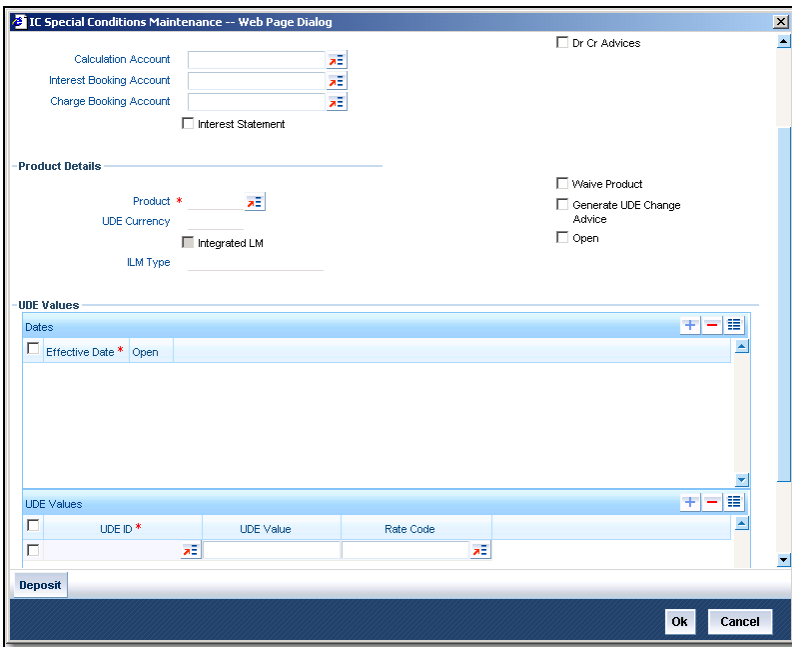 IC Special Conditions Maintenance -- Web Page Dialog
Dr Cr Advices
Calculation Account
Interest Booking Account
Charge Booking Account
Interest Statement
Product Details
Product *
Waive Product
UDE Currency
Generate UDE Change
Advice
Integrated LM
Open
ILM Type
UDE Values
Dates
Effective Date * Open
UDE Values
UDE ID * UDE Value Rate Code
Deposit
Ok Cancel